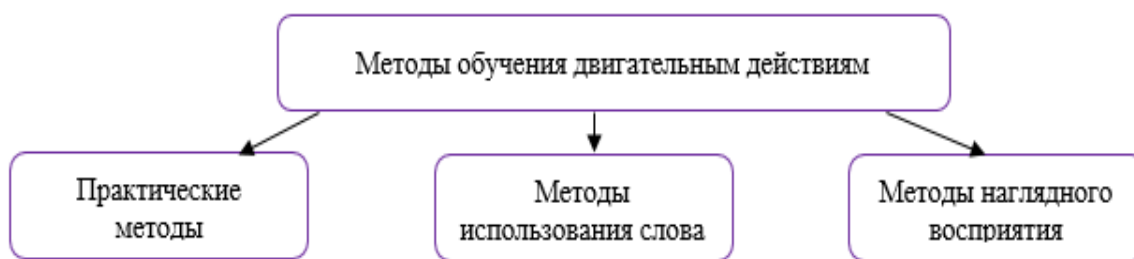 Методы обучения двигательным действиям
Практические
методы
Методы
использования слова
Методы наглядного
восприятия